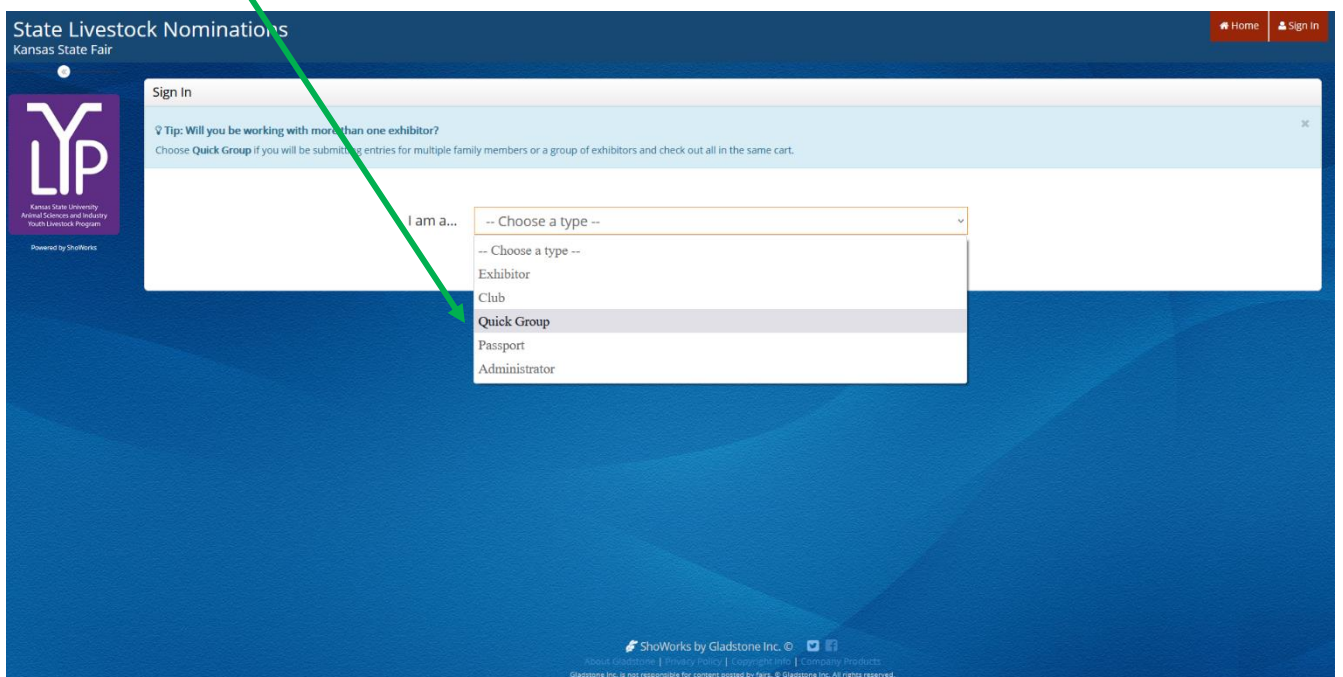 State Livestock Nominations
Kansas State Fair
Home
Sign In
Sign In
Tip: Will you be working with more than one exhibitor?
Choose Quick Group if you will be submitting entries for multiple family members or a group of exhibitors and check out all in the same cart.
YLP
Kansas State University
Animal Sciences and Industry
Youth Livestock Program
Powered by ShoWorks
I am a... -- Choose a type --
-- Choose a type --
Exhibitor
Club
Quick Group
Passport
Administrator
ShoWorks by Gladstone Inc. ©
About Gladstone | Privacy Policy | Copyright Info | Company Products
Gladstone Inc. is not responsible for content posted by fairs. © Gladstone Inc. All rights reserved.